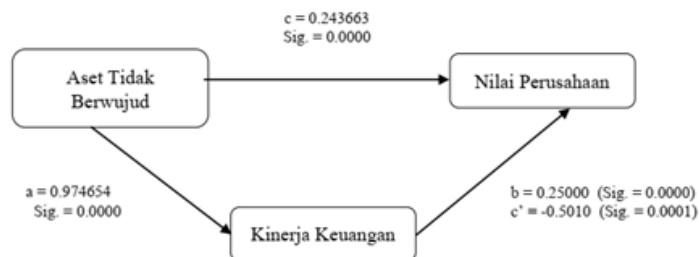 c = 0.243663
Sig. = 0.0000
Aset Tidak
Berwujud
Nilai Perusahaan
a = 0.974654
Sig. = 0.0000
b = 0.25000 (Sig. = 0.0000)
c' = -0.5010 (Sig. = 0.0001)
Kinerja Keuangan